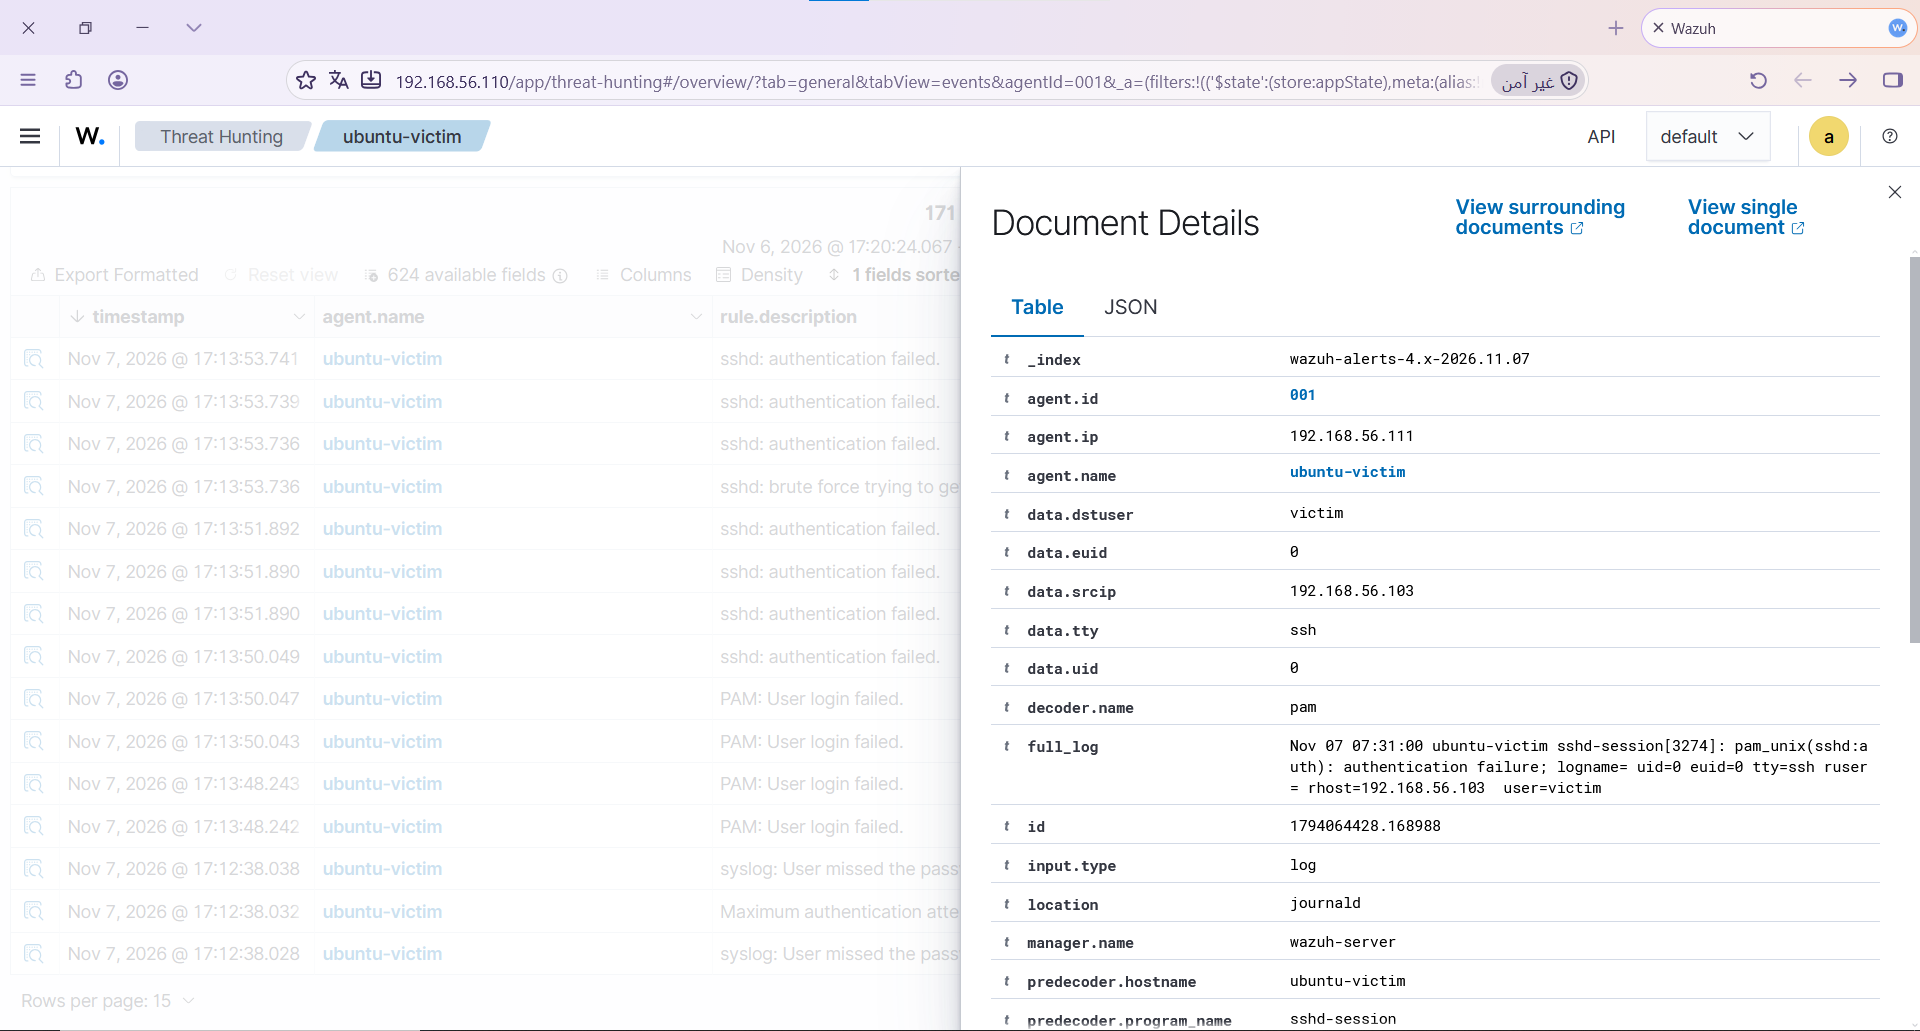 Wazuh
192.168.56.110/app/threat-hunting#/overview/?tab=general&tabView=events&agentId=001&_a=(filters:!(('$state':(store:appState),meta:(alias:!
غیر آمن
W.
Threat Hunting
ubuntu-victim
API
default
a
171
Nov 6, 2026 @ 17:20:24.067 -
Export Formatted
Reset view
624 available fields
Columns
Density
1 fields sorte
timestamp
agent.name
rule.description
Nov 7, 2026 @ 17:13:53.741 ubuntu-victim sshd: authentication failed.
Nov 7, 2026 @ 17:13:53.739 ubuntu-victim sshd: authentication failed.
Nov 7, 2026 @ 17:13:53.736 ubuntu-victim sshd: authentication failed.
Nov 7, 2026 @ 17:13:53.736 ubuntu-victim sshd: brute force trying to ge
Nov 7, 2026 @ 17:13:51.892 ubuntu-victim sshd: authentication failed.
Nov 7, 2026 @ 17:13:51.890 ubuntu-victim sshd: authentication failed.
Nov 7, 2026 @ 17:13:51.890 ubuntu-victim sshd: authentication failed.
Nov 7, 2026 @ 17:13:50.049 ubuntu-victim sshd: authentication failed.
Nov 7, 2026 @ 17:13:50.047 ubuntu-victim PAM: User login failed.
Nov 7, 2026 @ 17:13:50.043 ubuntu-victim PAM: User login failed.
Nov 7, 2026 @ 17:13:48.243 ubuntu-victim PAM: User login failed.
Nov 7, 2026 @ 17:13:48.242 ubuntu-victim PAM: User login failed.
Nov 7, 2026 @ 17:12:38.038 ubuntu-victim syslog: User missed the pass
Nov 7, 2026 @ 17:12:38.032 ubuntu-victim Maximum authentication atte
Nov 7, 2026 @ 17:12:38.028 ubuntu-victim syslog: User missed the pass
Rows per page: 15
Document Details
View surrounding
documents
View single
document
Table
JSON
t _index wazuh-alerts-4.x-2026.11.07
t agent.id 001
t agent.ip 192.168.56.111
t agent.name ubuntu-victim
t data.dstuser victim
t data.euid 0
t data.srcip 192.168.56.103
t data.tty ssh
t data.uid 0
t decoder.name pam
t full_log Nov 07 07:31:00 ubuntu-victim sshd-session[3274]: pam_unix(sshd:a
uth): authentication failure; logname= uid=0 euid=0 tty=ssh ruser
= rhost=192.168.56.103  user=victim
t id 1794064428.168988
t input.type log
t location journald
t manager.name wazuh-server
t predecoder.hostname ubuntu-victim
t predecoder.program_name sshd-session